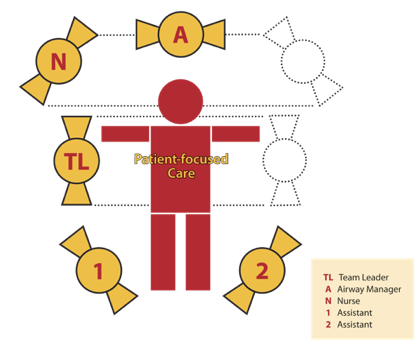 A
N
TL
Patient-focused
Care
1
2
TL Team Leader
A Airway Manager
N Nurse
1 Assistant
2 Assistant